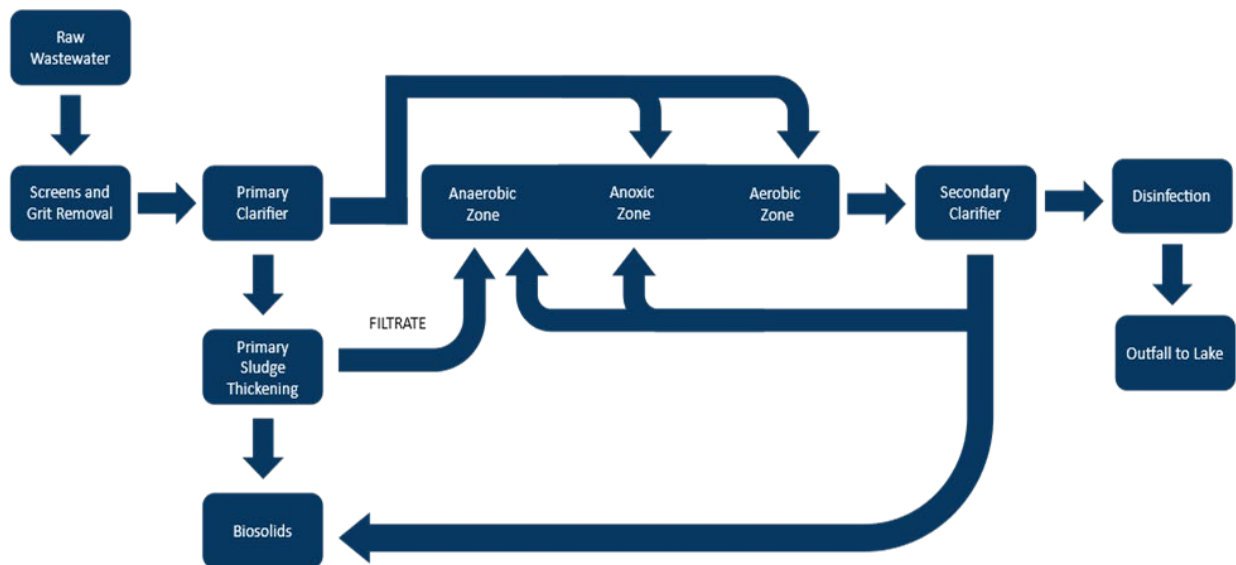 Raw
Wastewater
Screens and
Grit Removal
Primary
Clarifier
Anaerobic
Zone
Anoxic
Zone
Aerobic
Zone
Secondary
Clarifier
Disinfection
FILTRATE
Primary
Sludge
Thickening
Outfall to Lake
Biosolids